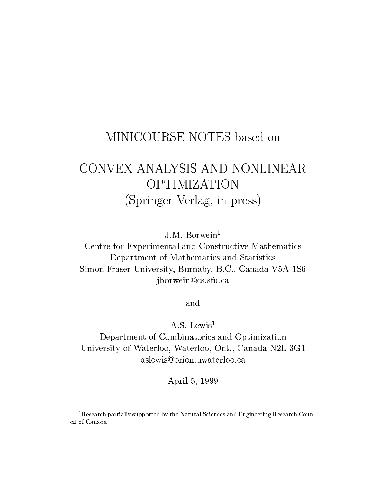 MINICOURSE NOTES based on
CONVEX ANALYSIS AND NONLINEAR
OPTIMIZATION
(Springer Verlag, in press)
J.M. Borwein¹
Centre for Experimental and Constructive Mathematics
Department of Mathematics and Statistics
Simon Fraser University, Burnaby, B.C., Canada V5A 1S6
jborwein@cs.sfu.ca
and
A.S. Lewis¹
Department of Combinatorics and Optimization
University of Waterloo, Waterloo, Ont., Canada N2L 3G1
aslewis@orion.uwaterloo.ca
April 5, 1999
¹Research partially supported by the Natural Sciences and Engineering Research Coun-
cil of Canada